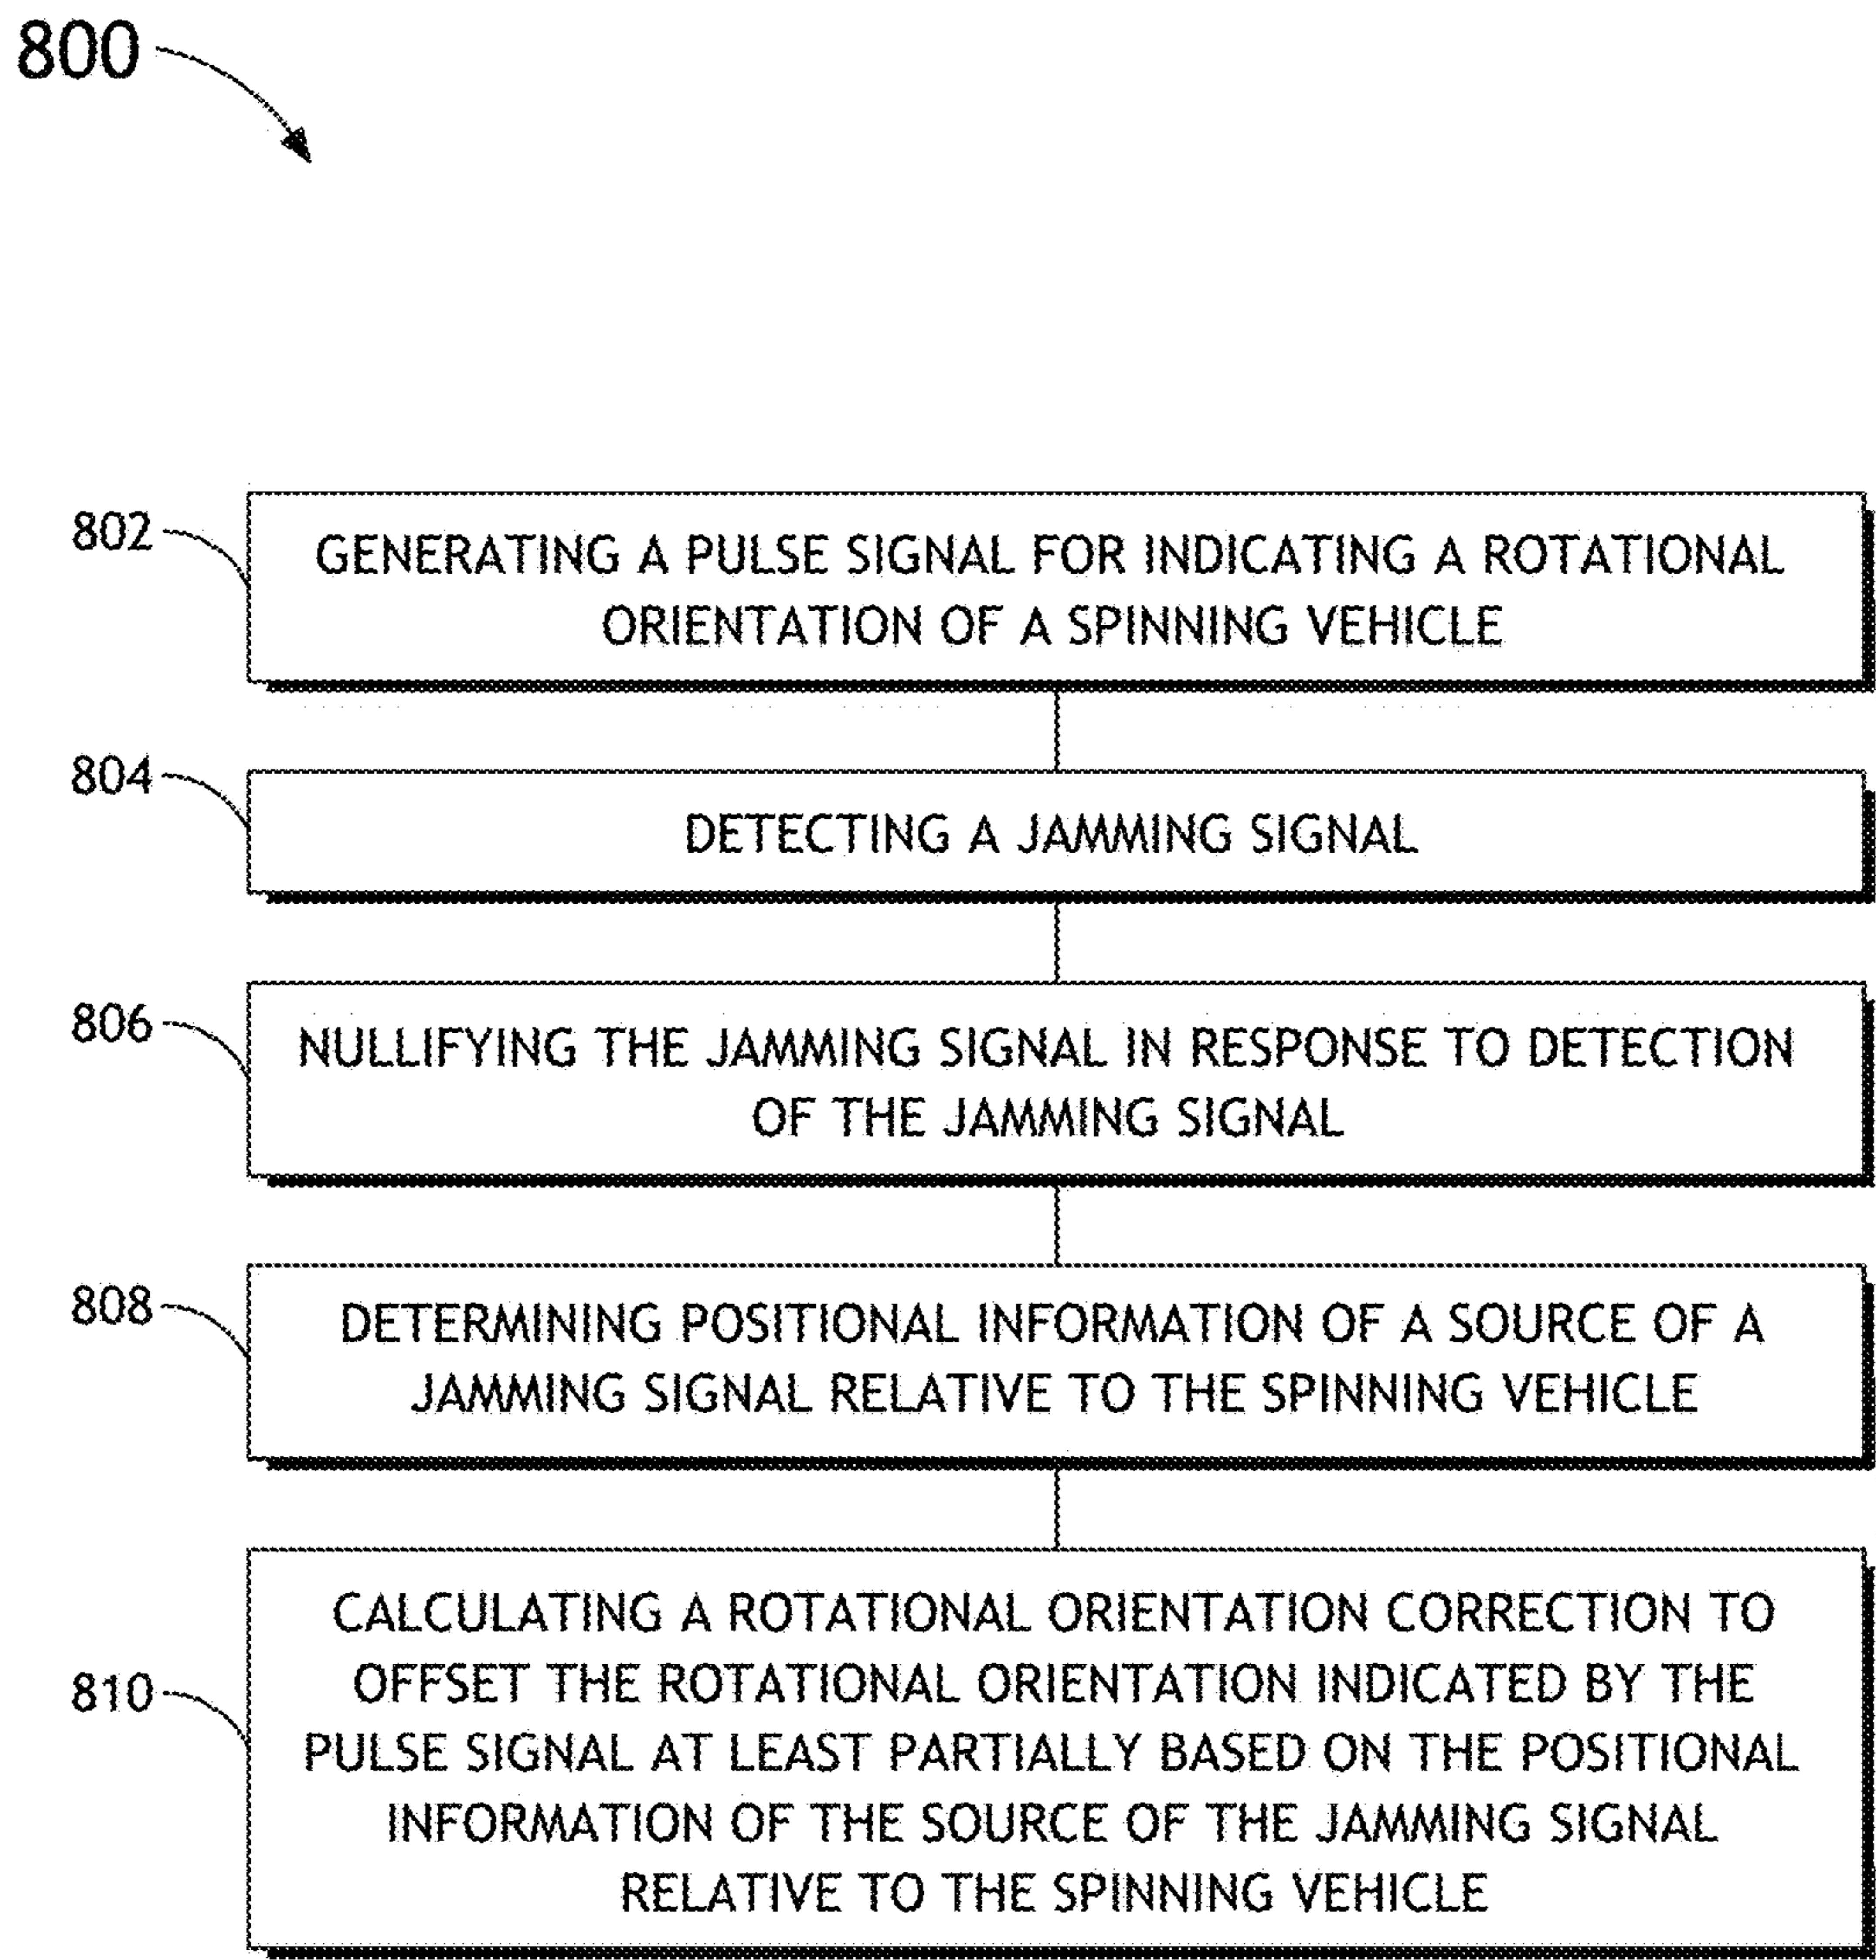 800
802
GENERATING A PULSE SIGNAL FOR INDICATING A ROTATIONAL
ORIENTATION OF A SPINNING VEHICLE
804
DETECTING A JAMMING SIGNAL
806
NULLIFYING THE JAMMING SIGNAL IN RESPONSE TO DETECTION
OF THE JAMMING SIGNAL
808
DETERMINING POSITIONAL INFORMATION OF A SOURCE OF A
JAMMING SIGNAL RELATIVE TO THE SPINNING VEHICLE
810
CALCULATING A ROTATIONAL ORIENTATION CORRECTION TO
OFFSET THE ROTATIONAL ORIENTATION INDICATED BY THE
PULSE SIGNAL AT LEAST PARTIALLY BASED ON THE POSITIONAL
INFORMATION OF THE SOURCE OF THE JAMMING SIGNAL
RELATIVE TO THE SPINNING VEHICLE